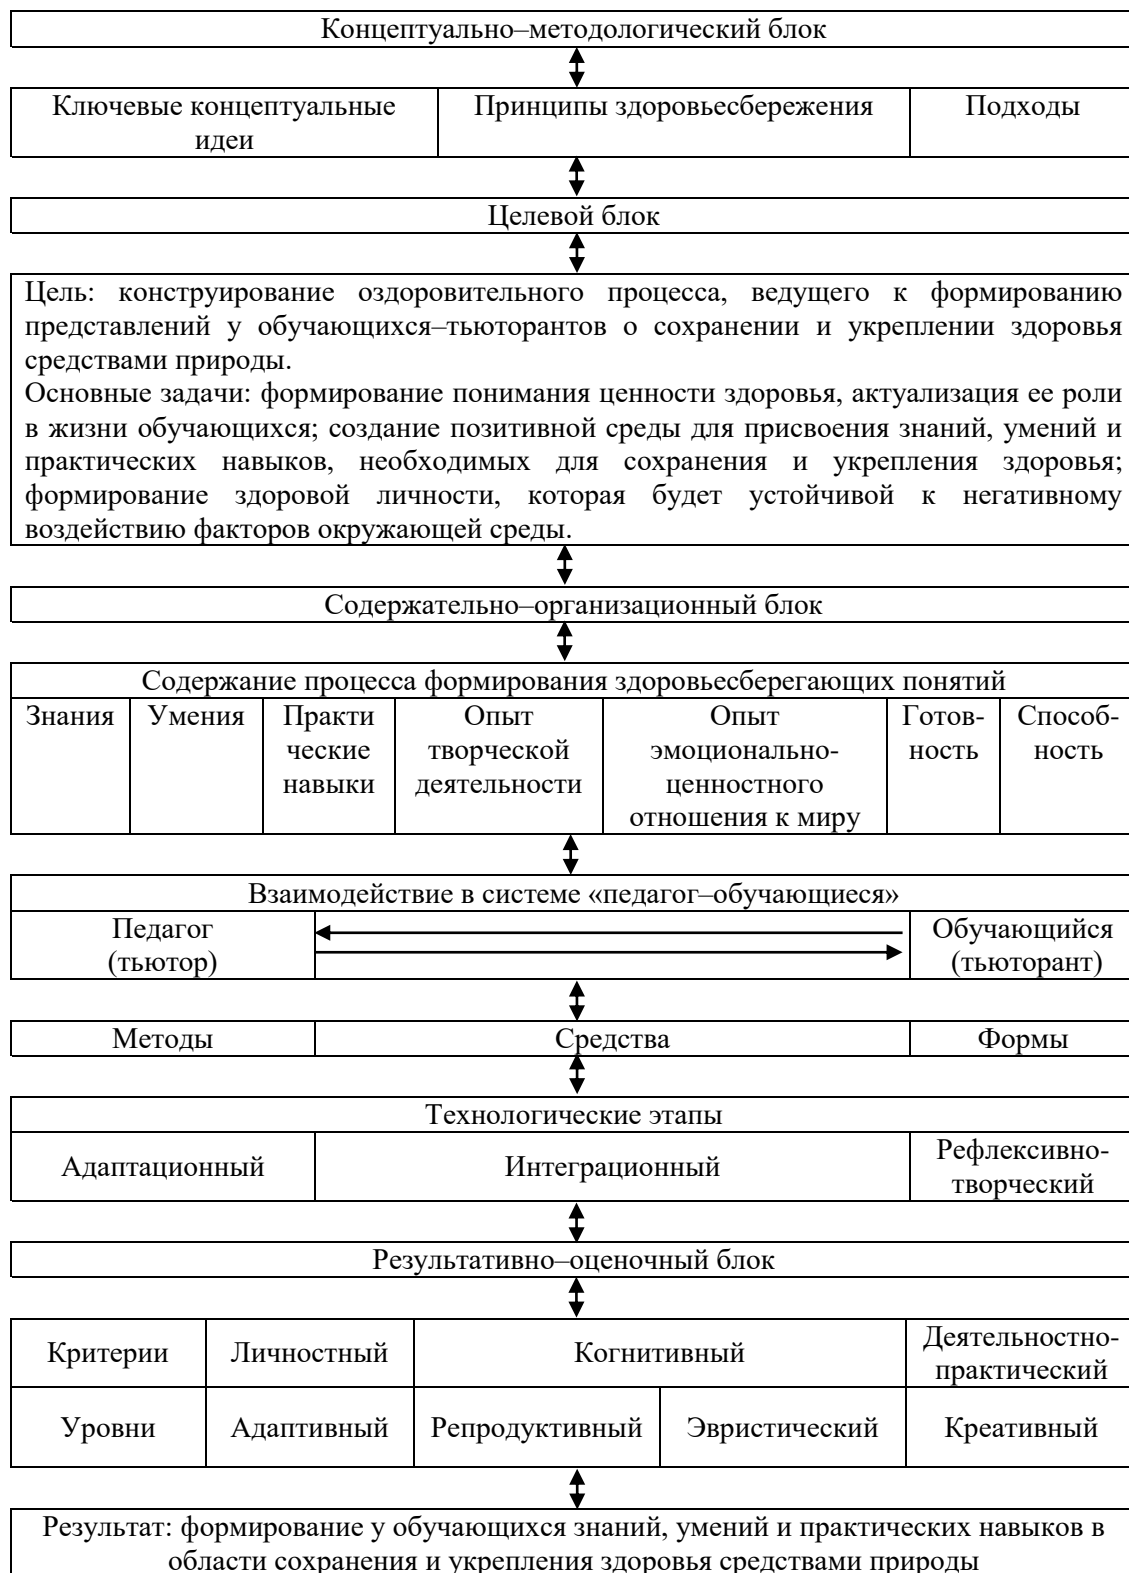 Концептуально–методологический блок
Ключевые концептуальные
идеи
Принципы здоровьесбережения
Подходы
Целевой блок
Цель: конструирование оздоровительного процесса, ведущего к формированию
представлений у обучающихся–тьюторантов о сохранении и укреплении здоровья
средствами природы.
Основные задачи: формирование понимания ценности здоровья, актуализация ее роли
в жизни обучающихся; создание позитивной среды для присвоения знаний, умений и
практических навыков, необходимых для сохранения и укрепления здоровья;
формирование здоровой личности, которая будет устойчивой к негативному
воздействию факторов окружающей среды.
Содержательно–организационный блок
Содержание процесса формирования здоровьесберегающих понятий
Знания
Умения
Практи
ческие
навыки
Опыт
творческой
деятельности
Опыт
эмоционально-
ценностного
отношения к миру
Готов-
ность
Способ-
ность
Взаимодействие в системе «педагог–обучающиеся»
Педагог
(тьютор)
Обучающийся
(тьюторант)
Методы
Средства
Формы
Технологические этапы
Адаптационный
Интеграционный
Рефлексивно-
творческий
Результативно–оценочный блок
Критерии
Личностный
Когнитивный
Деятельностно-
практический
Уровни
Адаптивный
Репродуктивный
Эвристический
Креативный
Результат: формирование у обучающихся знаний, умений и практических навыков в
области сохранения и укрепления здоровья средствами природы